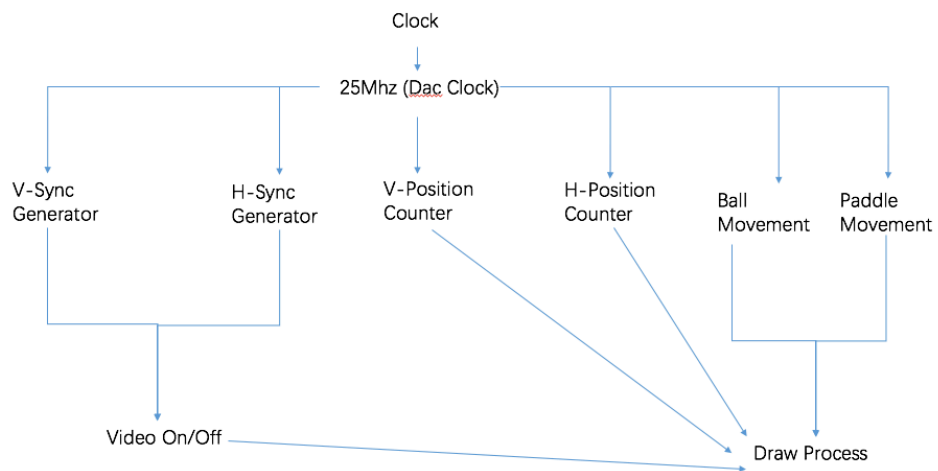 Clock
25Mhz (Dac Clock)
V-Sync
Generator
H-Sync
Generator
V-Position
Counter
H-Position
Counter
Ball
Movement
Paddle
Movement
Video On/Off
Draw Process